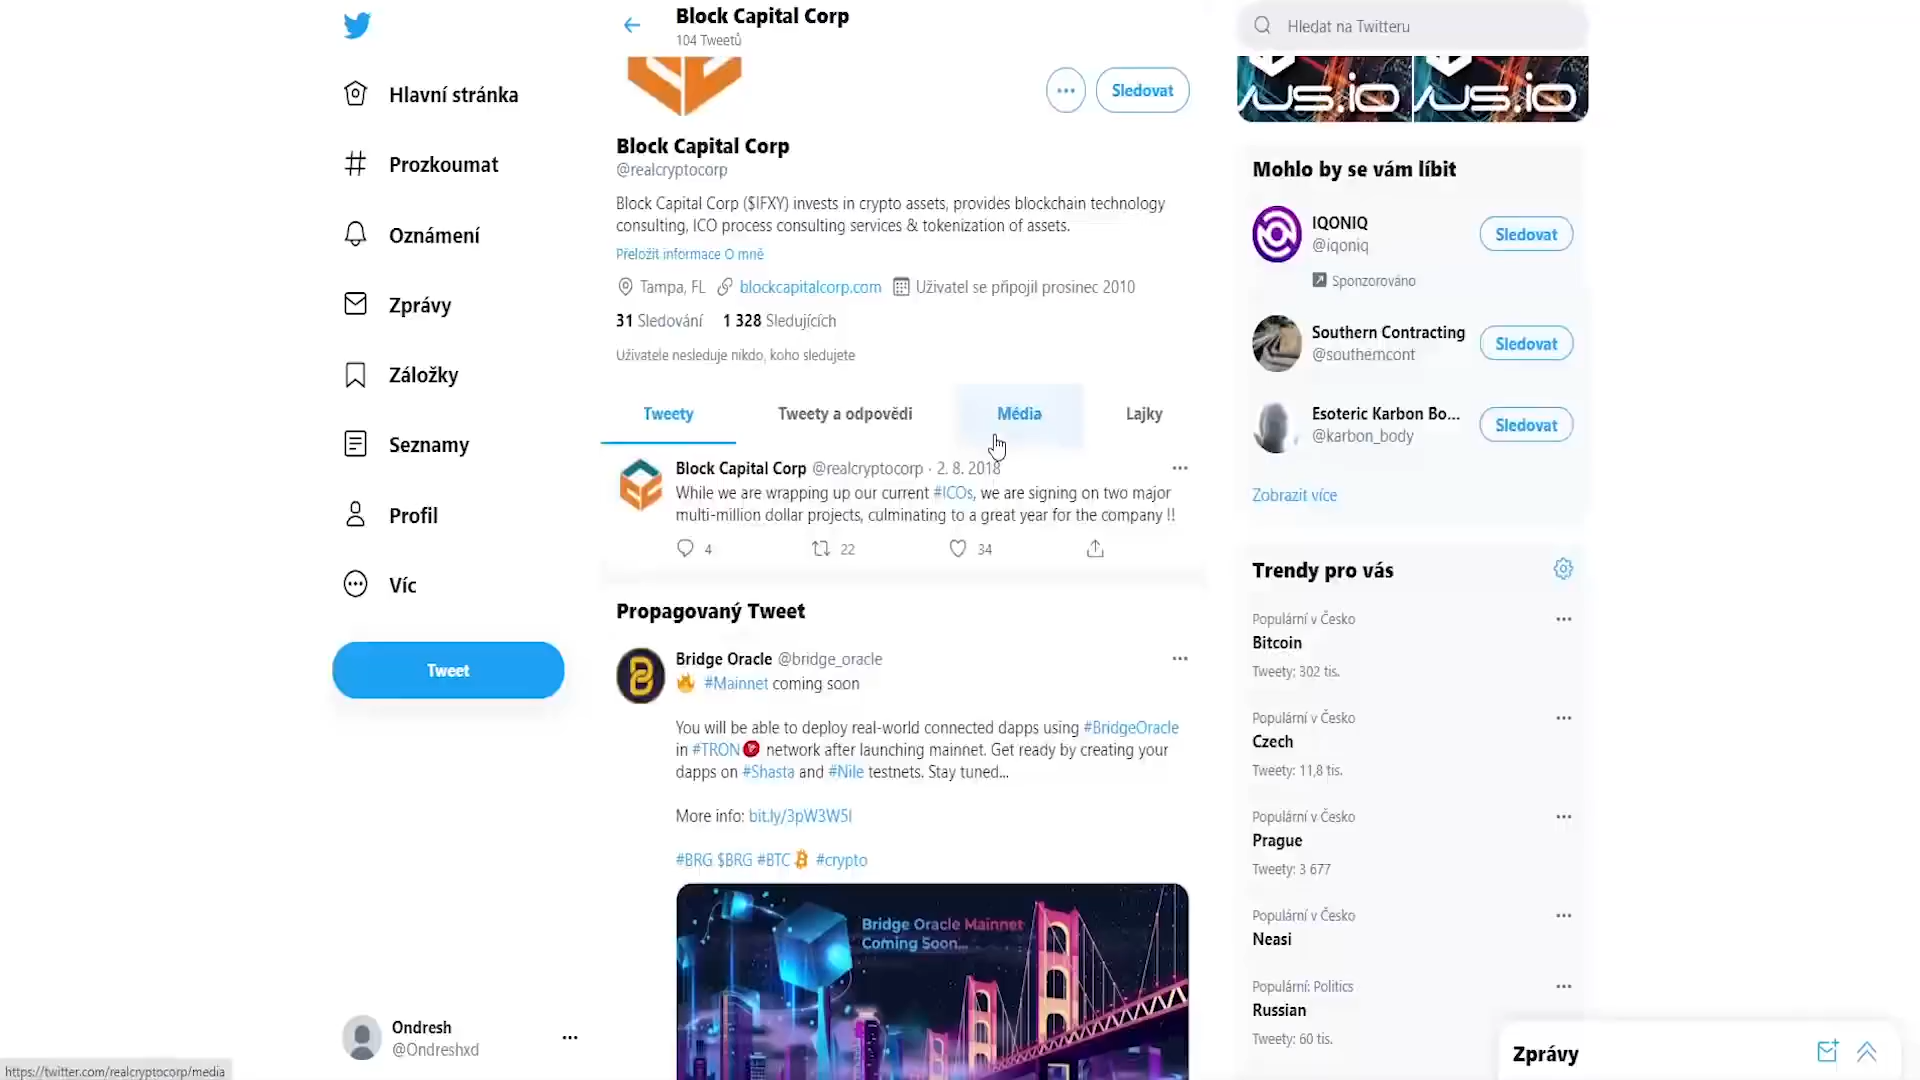 Hlavní stránka
Prozkoumat
Oznámení
Zprávy
Záložky
Seznamy
Profil
Víc
Tweet
Ondresh
@Ondreshxd
https://twitter.com/realcryptocorp/media
Block Capital Corp
104 Tweetů
Sledovat
Block Capital Corp
@realcryptocorp
Block Capital Corp ($IFXY) invests in crypto assets, provides blockchain technology
consulting, ICO process consulting services & tokenization of assets.
Přeložit informace O mně
Tampa, FL blockcapitalcorp.com Uživatel se připojil prosinec 2010
31 Sledování 1 328 Sledujících
Uživatele nesleduje nikdo, koho sledujete
Tweety Tweety a odpovědi Média Lajky
Block Capital Corp @realcryptocorp · 2. 8. 2018
While we are wrapping up our current #ICOs, we are signing on two major
multi-million dollar projects, culminating to a great year for the company !!
4 22 34
Propagovaný Tweet
Bridge Oracle @bridge_oracle
#Mainnet coming soon
You will be able to deploy real-world connected dapps using #BridgeOracle
in #TRON network after launching mainnet. Get ready by creating your
dapps on #Shasta and #Nile testnets. Stay tuned...
More info: bit.ly/3pW3W5I
#BRG $BRG #BTC #crypto
Bridge Oracle Mainnet
Coming Soon...
Hledat na Twitteru
us.io us.io
Mohlo by se vám líbit
IQONIQ
@iqoniq
Sledovat
Sponzorováno
Southern Contracting
@southerncont
Sledovat
Esoteric Karbon Bo...
@karbon_body
Sledovat
Zobrazit více
Trendy pro vás
Populární v Česko
Bitcoin
Tweety: 302 tis.
Populární v Česko
Czech
Tweety: 11,8 tis.
Populární v Česko
Prague
Tweety: 3 677
Populární v Česko
Neasi
Populární: Politics
Russian
Tweety: 60 tis.
Zprávy